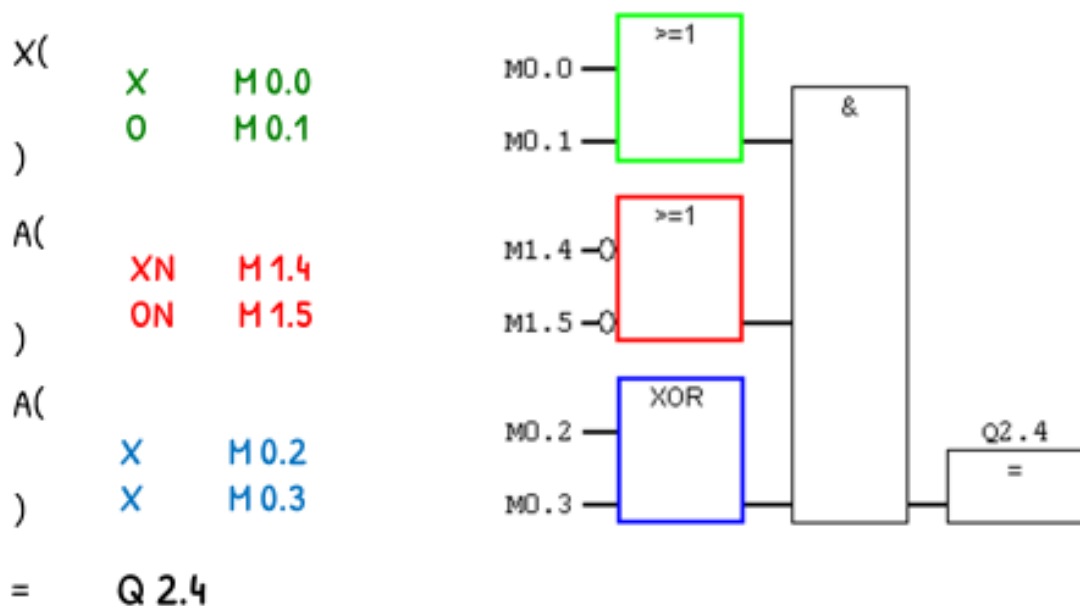 X(
X M 0.0
O M 0.1
)
A(
XN M 1.4
ON M 1.5
)
A(
X M 0.2
X M 0.3
)
= Q 2.4
>=1
M0.0
M0.1
&
>=1
M1.4
M1.5
XOR
M0.2
M0.3
Q2.4
=